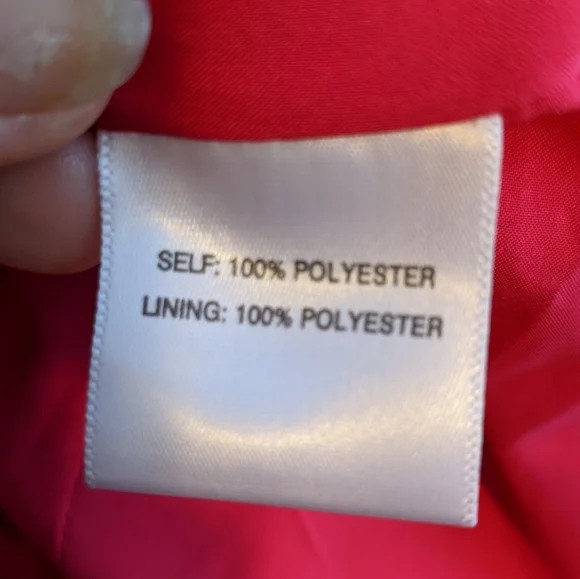 SELF: 100% POLYESTER
LINING: 100% POLYESTER